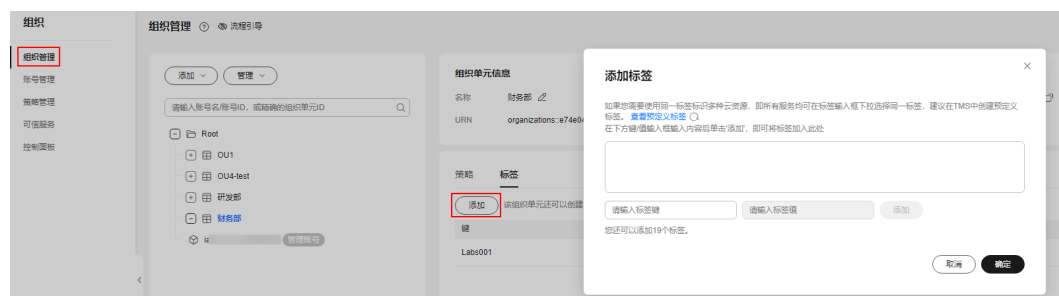 组织
组织管理
账号管理
策略管理
可信服务
控制面板
组织管理 流程引导
添加 管理
请输入账号名/账号ID，或精确的组织单元ID
Root
OU1
OU4-test
研发部
财务部
管理账号
组织单元信息
名称 财务部
URN organizations::e74e04
策略 标签
添加 该组织单元还可以创建
键
Labs001
添加标签
如果您需要使用同一标签标识多种云资源，即所有服务均可在标签输入框下拉选择同一标签，建议在TMS中创建预定义
标签。 查看预定义标签
在下方键/值输入框输入内容后单击'添加'，即可将标签加入此处
请输入标签键 请输入标签值 添加
您还可以添加19个标签。
取消 确定